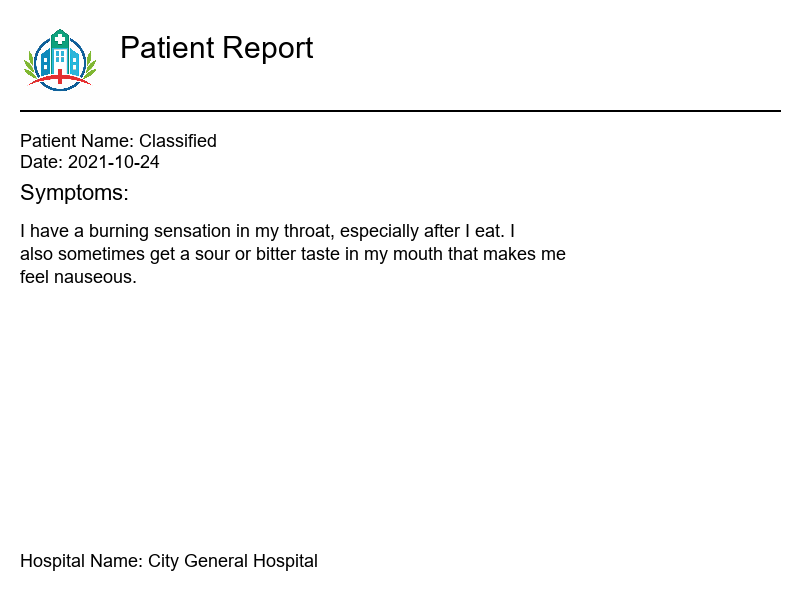 Patient Report
Patient Name: Classified
Date: 2021-10-24
Symptoms:
I have a burning sensation in my throat, especially after I eat. I
also sometimes get a sour or bitter taste in my mouth that makes me
feel nauseous.
Hospital Name: City General Hospital